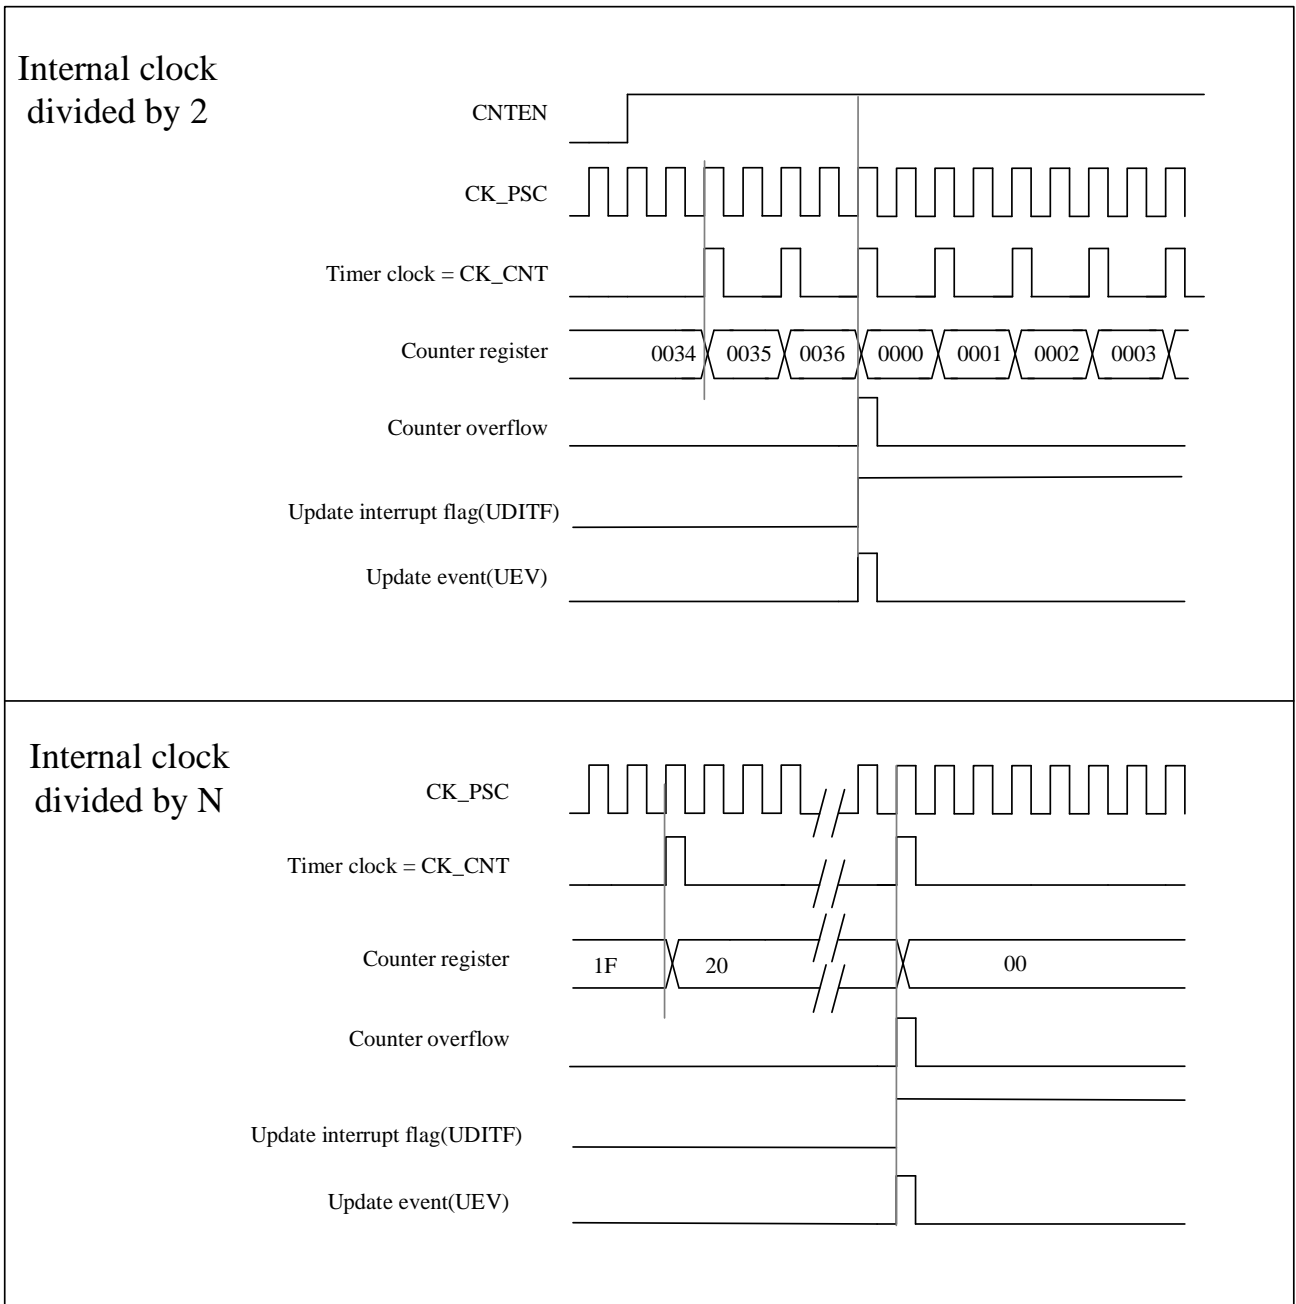 Internal clock
divided by 2
CNTEN
CK_PSC
Timer clock = CK_CNT
Counter register
0034 0035 0036 0000 0001 0002 0003
Counter overflow
Update interrupt flag(UDITF)
Update event(UEV)
Internal clock
divided by N
CK_PSC
Timer clock = CK_CNT
Counter register
1F 20 00
Counter overflow
Update interrupt flag(UDITF)
Update event(UEV)